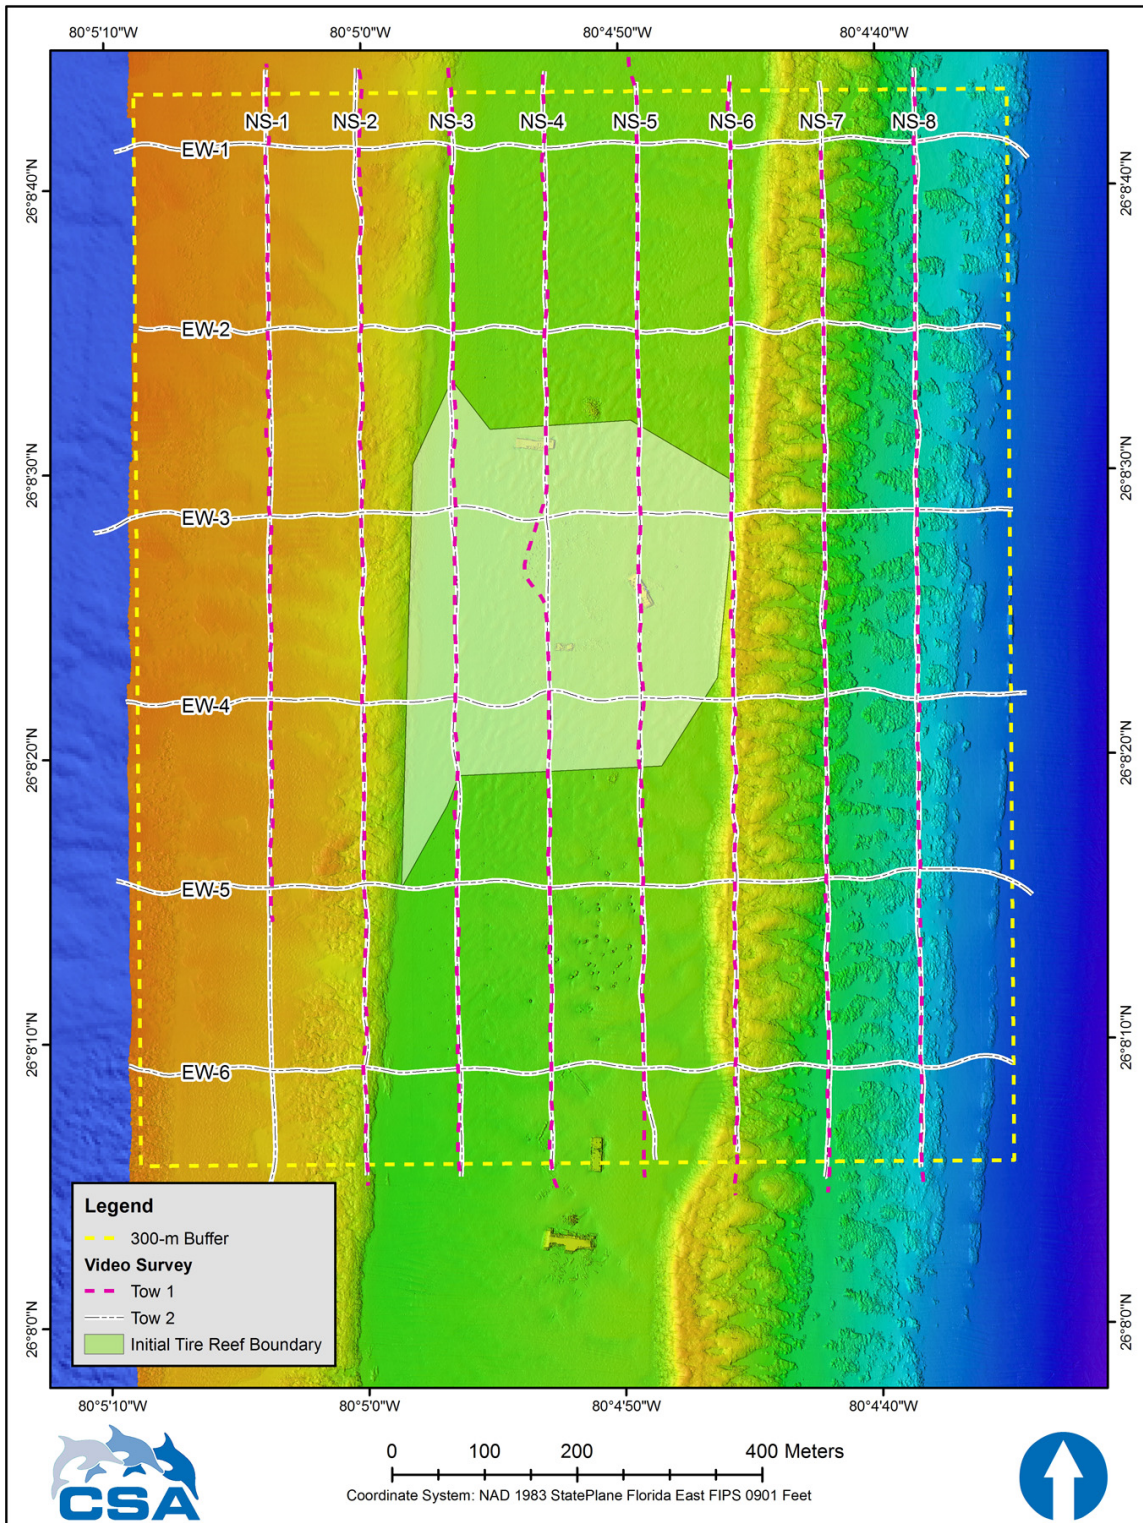 80°5'10"W 80°5'0"W 80°4'50"W 80°4'40"W
NS-1 NS-2 NS-3 NS-4 NS-5 NS-6 NS-7 NS-8
EW-1
26°8'40"N 26°8'40"N
EW-2
26°8'30"N 26°8'30"N
EW-3
EW-4
26°8'20"N 26°8'20"N
EW-5
26°8'10"N 26°8'10"N
EW-6
Legend
300-m Buffer
Video Survey
Tow 1
Tow 2
Initial Tire Reef Boundary
26°8'0"N 26°8'0"N
80°5'10"W 80°5'0"W 80°4'50"W 80°4'40"W
CSA
0 100 200 400 Meters
Coordinate System: NAD 1983 StatePlane Florida East FIPS 0901 Feet